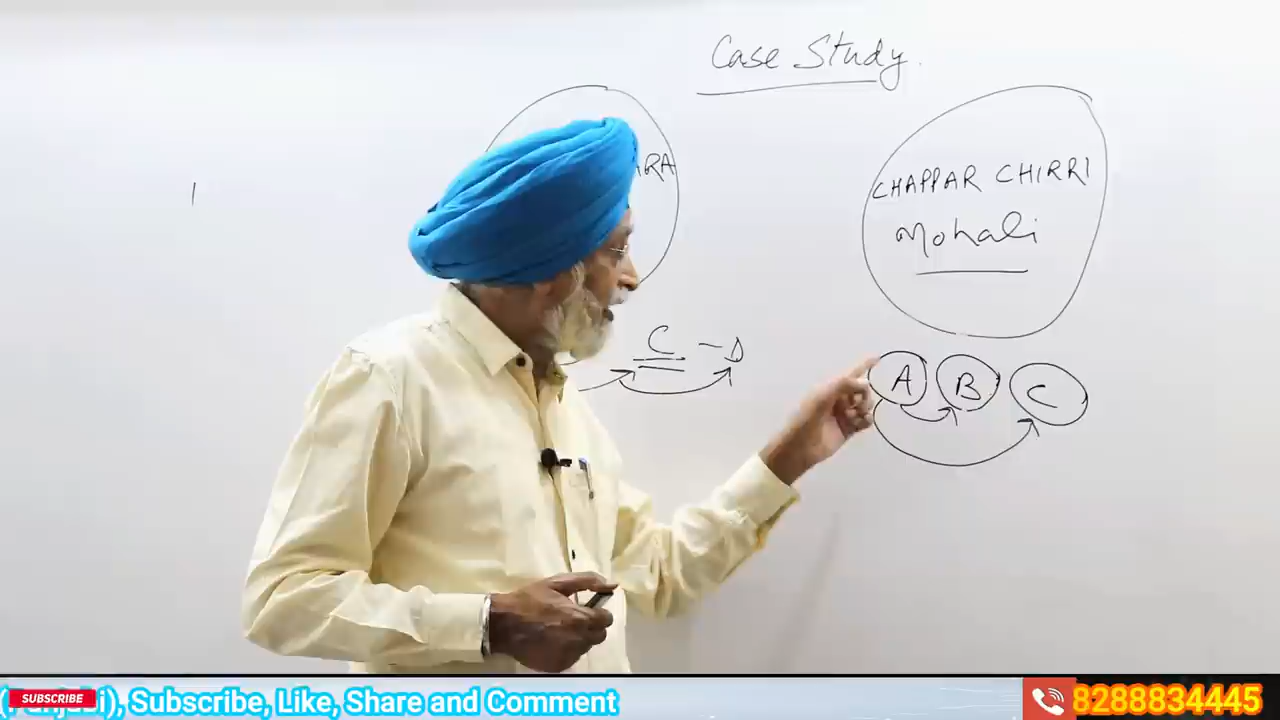 Case Study.
CHAPPAR CHIRRI
Mohali
C - D
A B C
Subscribe, Like, Share and Comment
SUBSCRIBE
8288834445